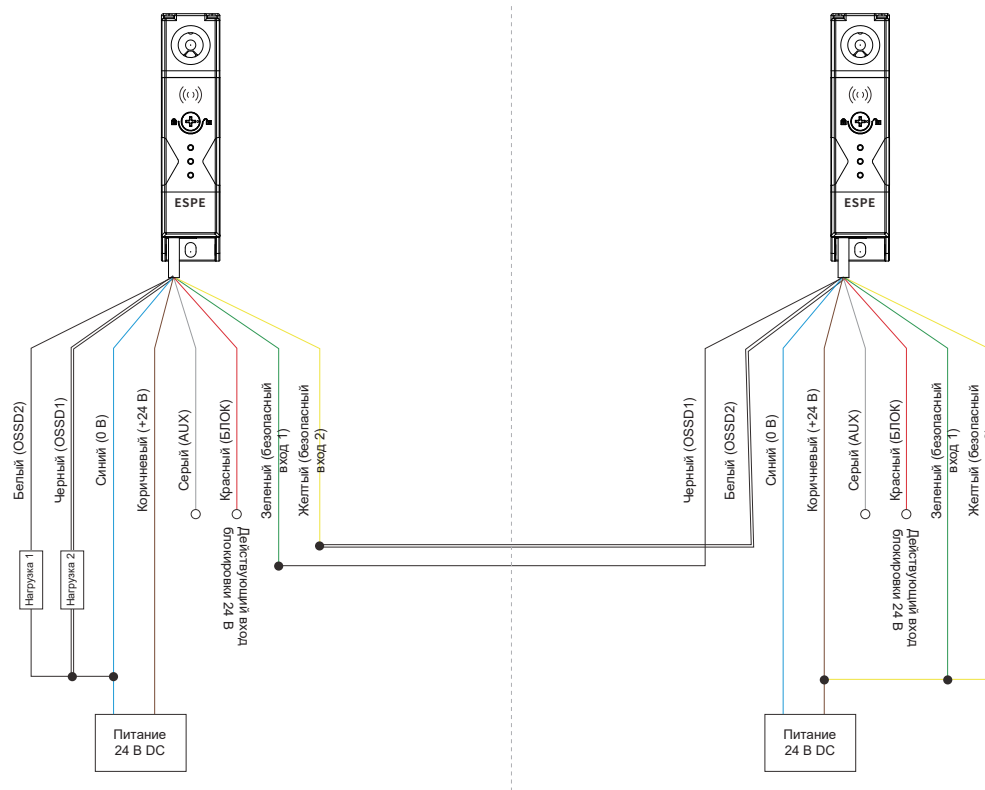 ESPE
Белый (OSSD2)
Черный (OSSD1)
Синий (0 В)
Коричневый (+24 В)
Серый (AUX)
Красный (БЛОК)
Зеленый (безопасный
вход 1)
Желтый (безопасный
вход 2)
Нагрузка 1
Нагрузка 2
Действующий вход
блокировки 24 В
Питание
24 В DC
ESPE
Черный (OSSD1)
Белый (OSSD2)
Синий (0 В)
Коричневый (+24 В)
Серый (AUX)
Красный (БЛОК)
Зеленый (безопасный
вход 1)
Желтый (безопасный
Действующий вход
блокировки 24 В
Питание
24 В DC